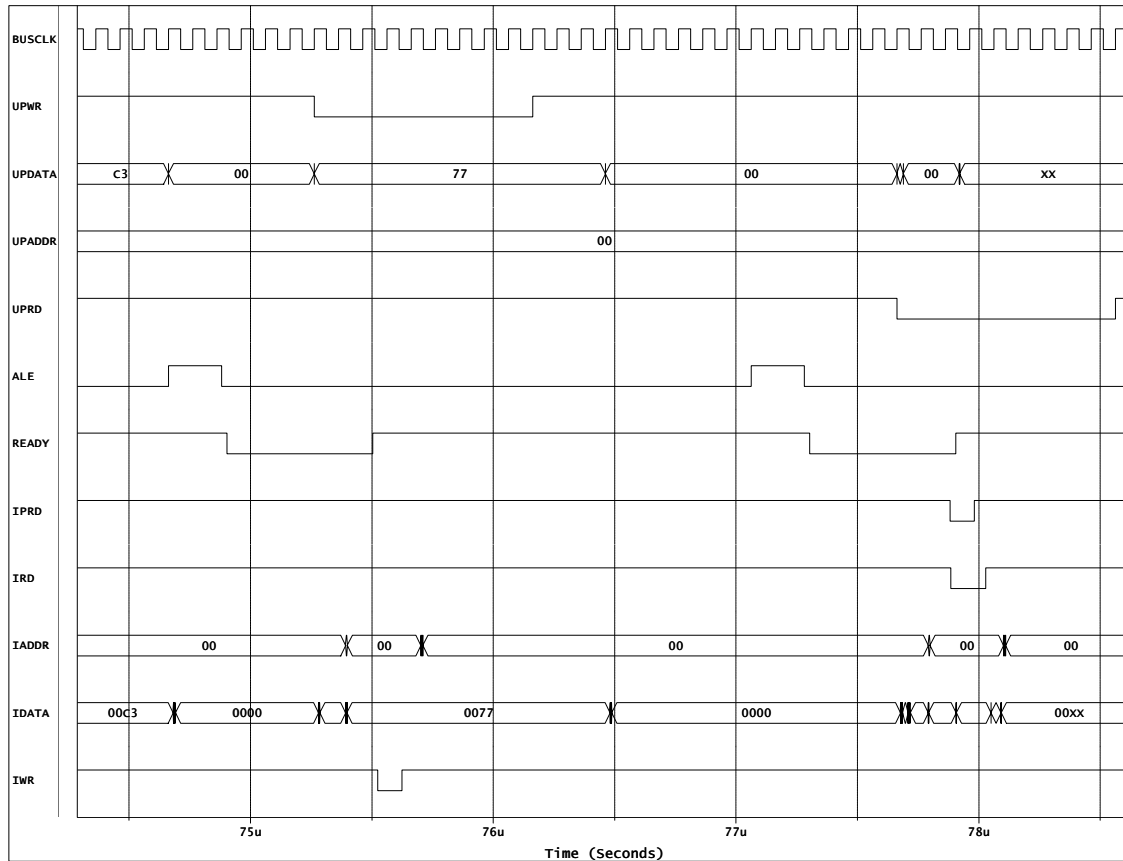 BUSCLK
UPWR
UPDATA C3 00 77 00 00 xx
UPADDR 00
UPRD
ALE
READY
IPRD
IRD
IADDR 00 00 00 00 00
IDATA 00C3 0000 0077 0000 00xx
IWR
75u 76u 77u 78u
Time (Seconds)